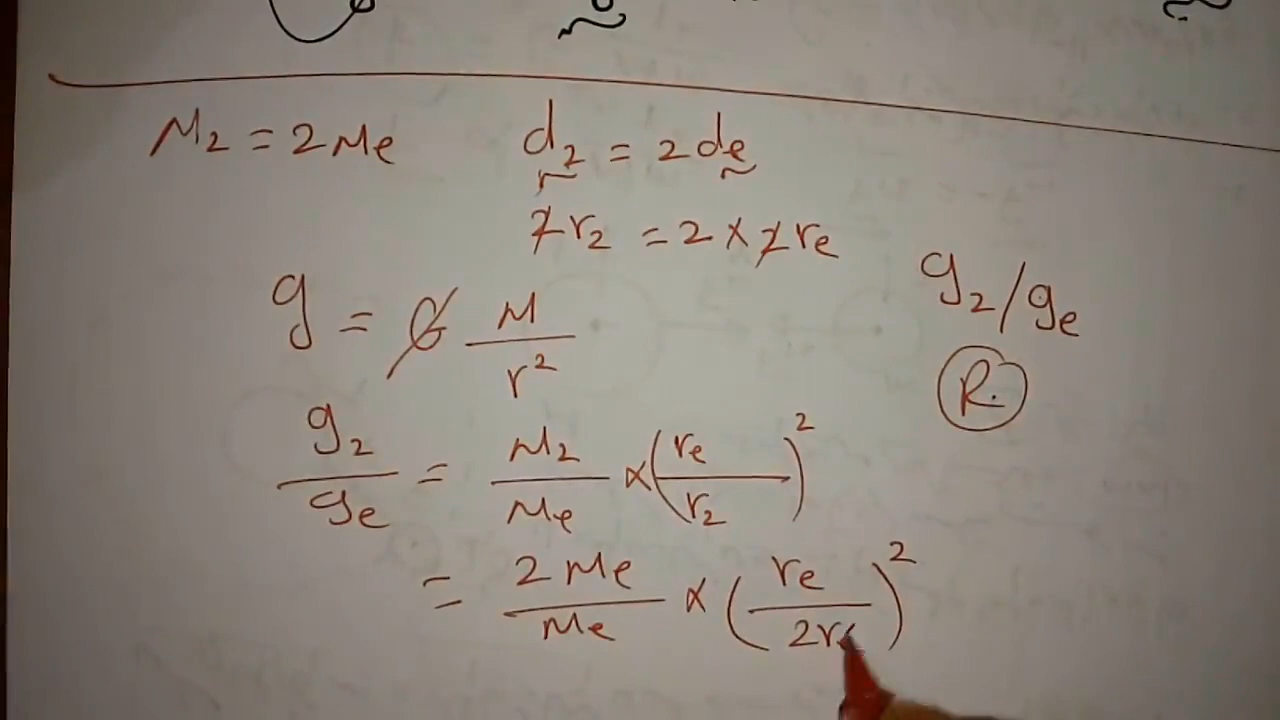 M₂ = 2Me d₂ = 2de
2r₂ = 2 × 2re
g = G M/r² g₂/ge
R.
g₂/ge = M₂/Me × (re/r₂)²
= 2Me/Me × (re/2re)²